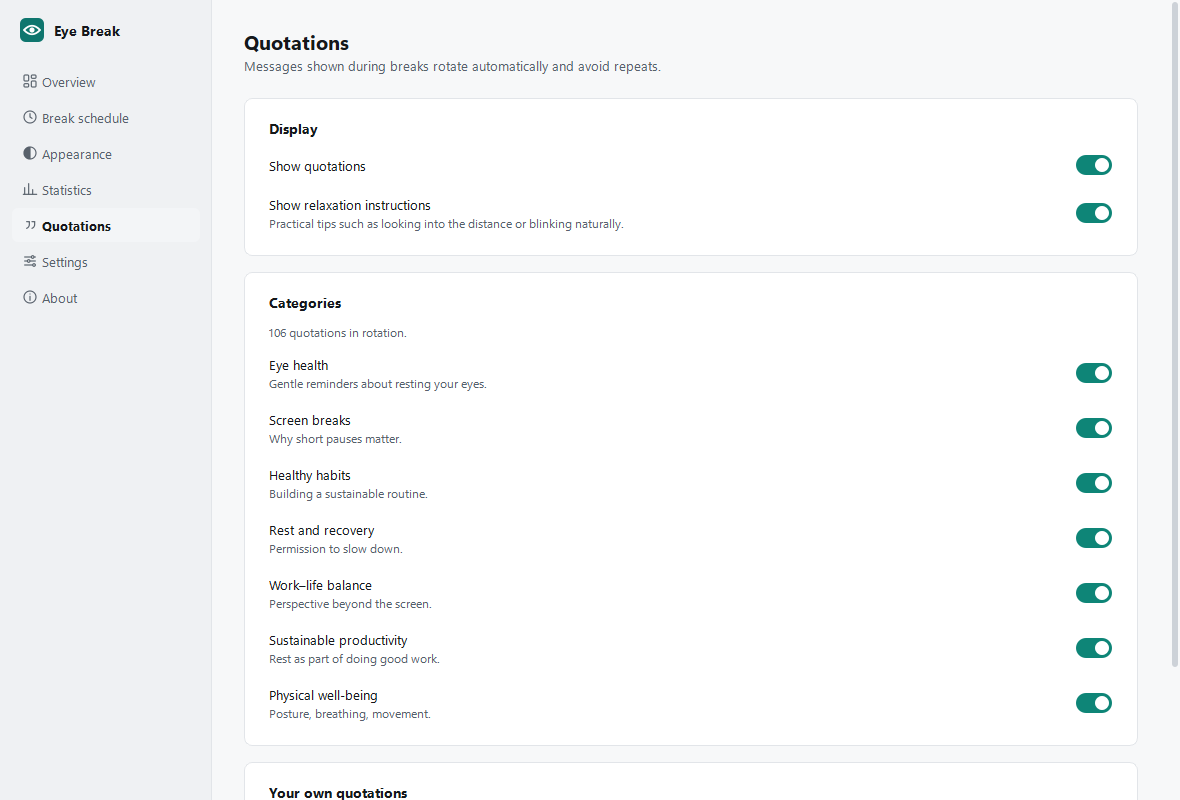 Eye Break
Overview
Break schedule
Appearance
Statistics
Quotations
Settings
About
Quotations
Messages shown during breaks rotate automatically and avoid repeats.
Display
Show quotations
Show relaxation instructions
Practical tips such as looking into the distance or blinking naturally.
Categories
106 quotations in rotation.
Eye health
Gentle reminders about resting your eyes.
Screen breaks
Why short pauses matter.
Healthy habits
Building a sustainable routine.
Rest and recovery
Permission to slow down.
Work–life balance
Perspective beyond the screen.
Sustainable productivity
Rest as part of doing good work.
Physical well-being
Posture, breathing, movement.
Your own quotations